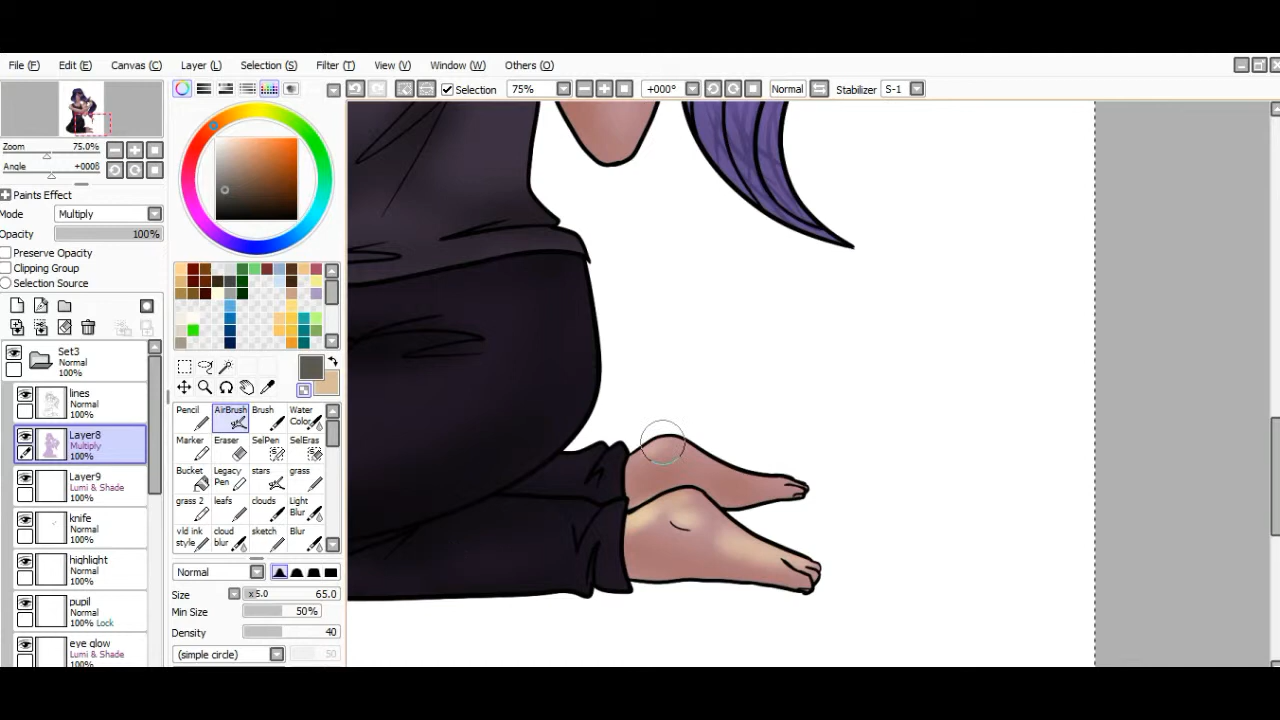 File (F) Edit (E) Canvas (C) Layer (L) Selection (S) Filter (T) View (V) Window (W) Others (O)
Selection 75% +000° Normal Stabilizer S-1
Zoom 75.0%
Angle +000θ
Paints Effect
Mode Multiply
Opacity 100%
Preserve Opacity
Clipping Group
Selection Source
Set3
Normal
100%
lines
Normal
100%
Layer8
Multiply
100%
Layer9
Lumi & Shade
100%
knife
Normal
100%
highlight
Normal
100%
pupil
Normal
100% Lock
eye glow
Lumi & Shade
100%
Pencil AirBrush Brush Water Color
Marker Eraser SelPen SelEras
Bucket Legacy Pen stars grass
grass 2 leafs clouds Light Blur
vld ink style cloud blur sketch Blur
Normal
Size x5.0 65.0
Min Size 50%
Density 40
(simple circle) 50